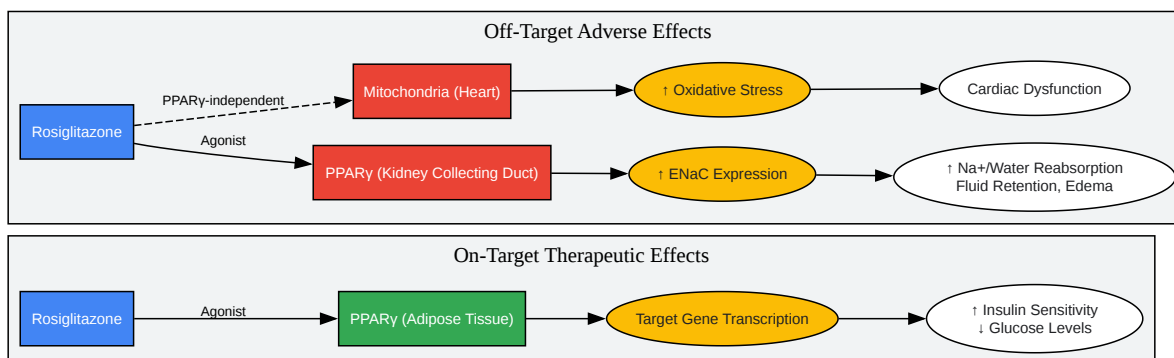 Off-Target Adverse Effects
Rosiglitazone
PPARγ-independent
Mitochondria (Heart)
↑ Oxidative Stress
Cardiac Dysfunction
Agonist
PPARγ (Kidney Collecting Duct)
↑ ENaC Expression
↑ Na+/Water Reabsorption
Fluid Retention, Edema
On-Target Therapeutic Effects
Rosiglitazone
Agonist
PPARγ (Adipose Tissue)
Target Gene Transcription
↑ Insulin Sensitivity
↓ Glucose Levels